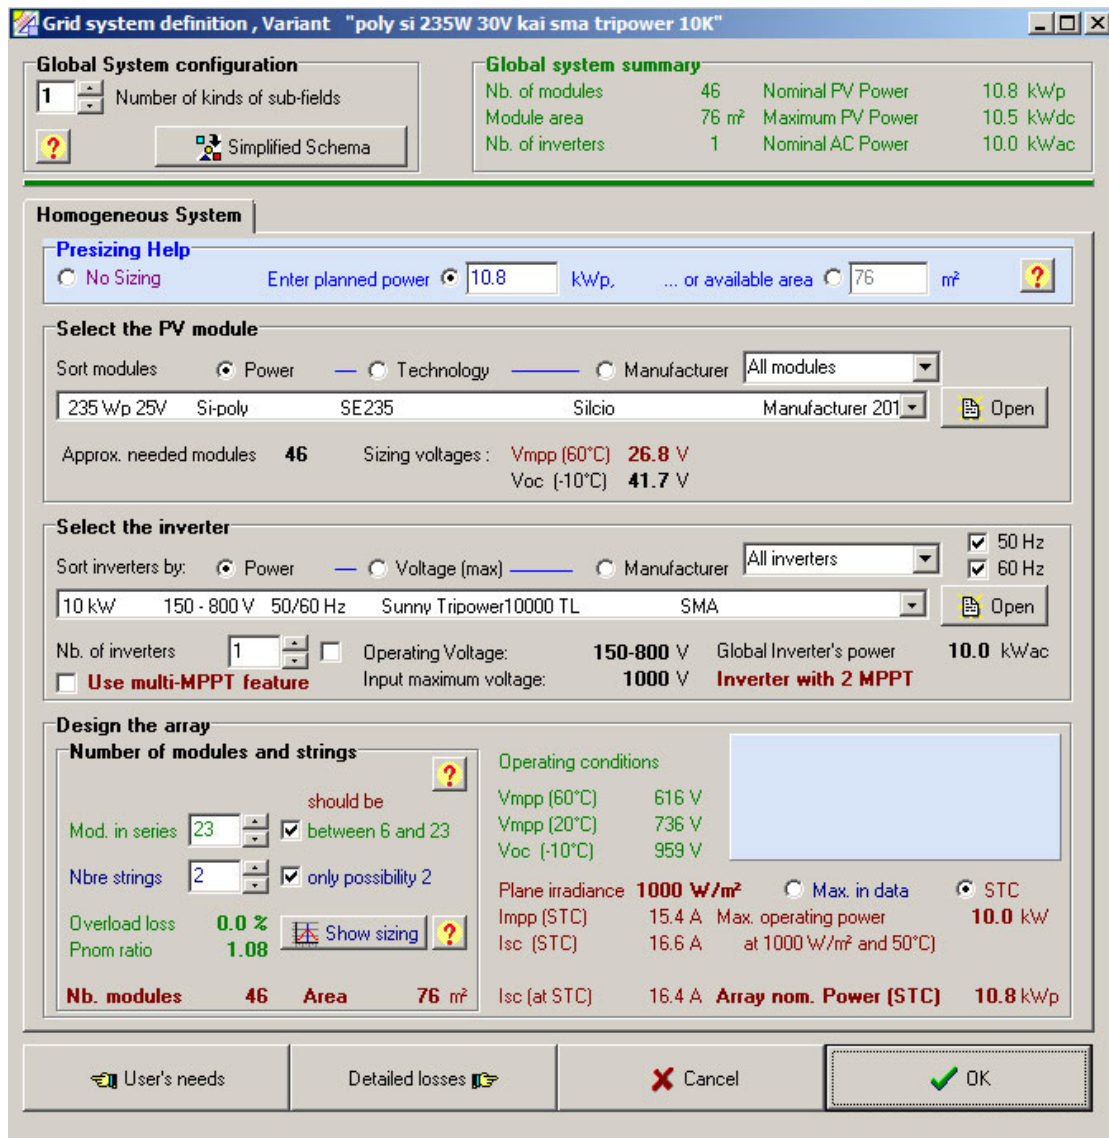 Grid system definition , Variant "poly si 235W 30V kai sma tripower 10K"
Global System configuration
1 Number of kinds of sub-fields
? Simplified Schema
Global system summary
Nb. of modules 46 Nominal PV Power 10.8 kWp
Module area 76 m² Maximum PV Power 10.5 kWdc
Nb. of inverters 1 Nominal AC Power 10.0 kWac
Homogeneous System
Presizing Help
No Sizing Enter planned power 10.8 kWp, ... or available area 76 m² ?
Select the PV module
Sort modules Power Technology Manufacturer All modules
235 Wp 25V Si-poly SE235 Silcio Manufacturer 201 Open
Approx. needed modules 46 Sizing voltages : Vmpp (60°C) 26.8 V
Voc (-10°C) 41.7 V
Select the inverter
50 Hz
Sort inverters by: Power Voltage (max) Manufacturer All inverters
60 Hz
10 kW 150 - 800 V 50/60 Hz Sunny Tripower10000 TL SMA Open
Nb. of inverters 1 Operating Voltage: 150-800 V Global Inverter's power 10.0 kWac
Use multi-MPPT feature Input maximum voltage: 1000 V Inverter with 2 MPPT
Design the array
Number of modules and strings
?
should be
Mod. in series 23 between 6 and 23
Nbre strings 2 only possibility 2
Overload loss 0.0 %
Pnom ratio 1.08
Show sizing ?
Nb. modules 46 Area 76 m²
Operating conditions
Vmpp (60°C) 616 V
Vmpp (20°C) 736 V
Voc (-10°C) 959 V
Plane irradiance 1000 W/m² Max. in data STC
Impp (STC) 15.4 A Max. operating power 10.0 kW
Isc (STC) 16.6 A at 1000 W/m² and 50°C)
Isc (at STC) 16.4 A Array nom. Power (STC) 10.8 kWp
User's needs Detailed losses Cancel OK